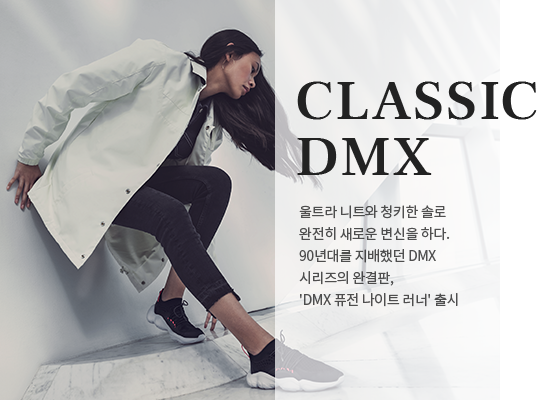 CLASSIC
DMX
울트라 니트와 청키한 솔로
완전히 새로운 변신을 하다.
90년대를 지배했던 DMX
시리즈의 완결판,
'DMX 퓨전 나이트 러너' 출시